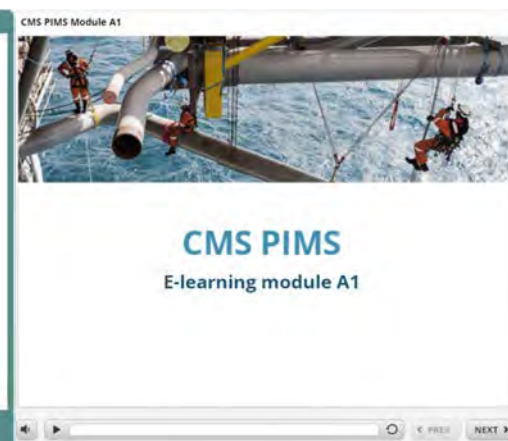 CMS PIMS Module A1
CMS PIMS
E-learning module A1
PREV
NEXT